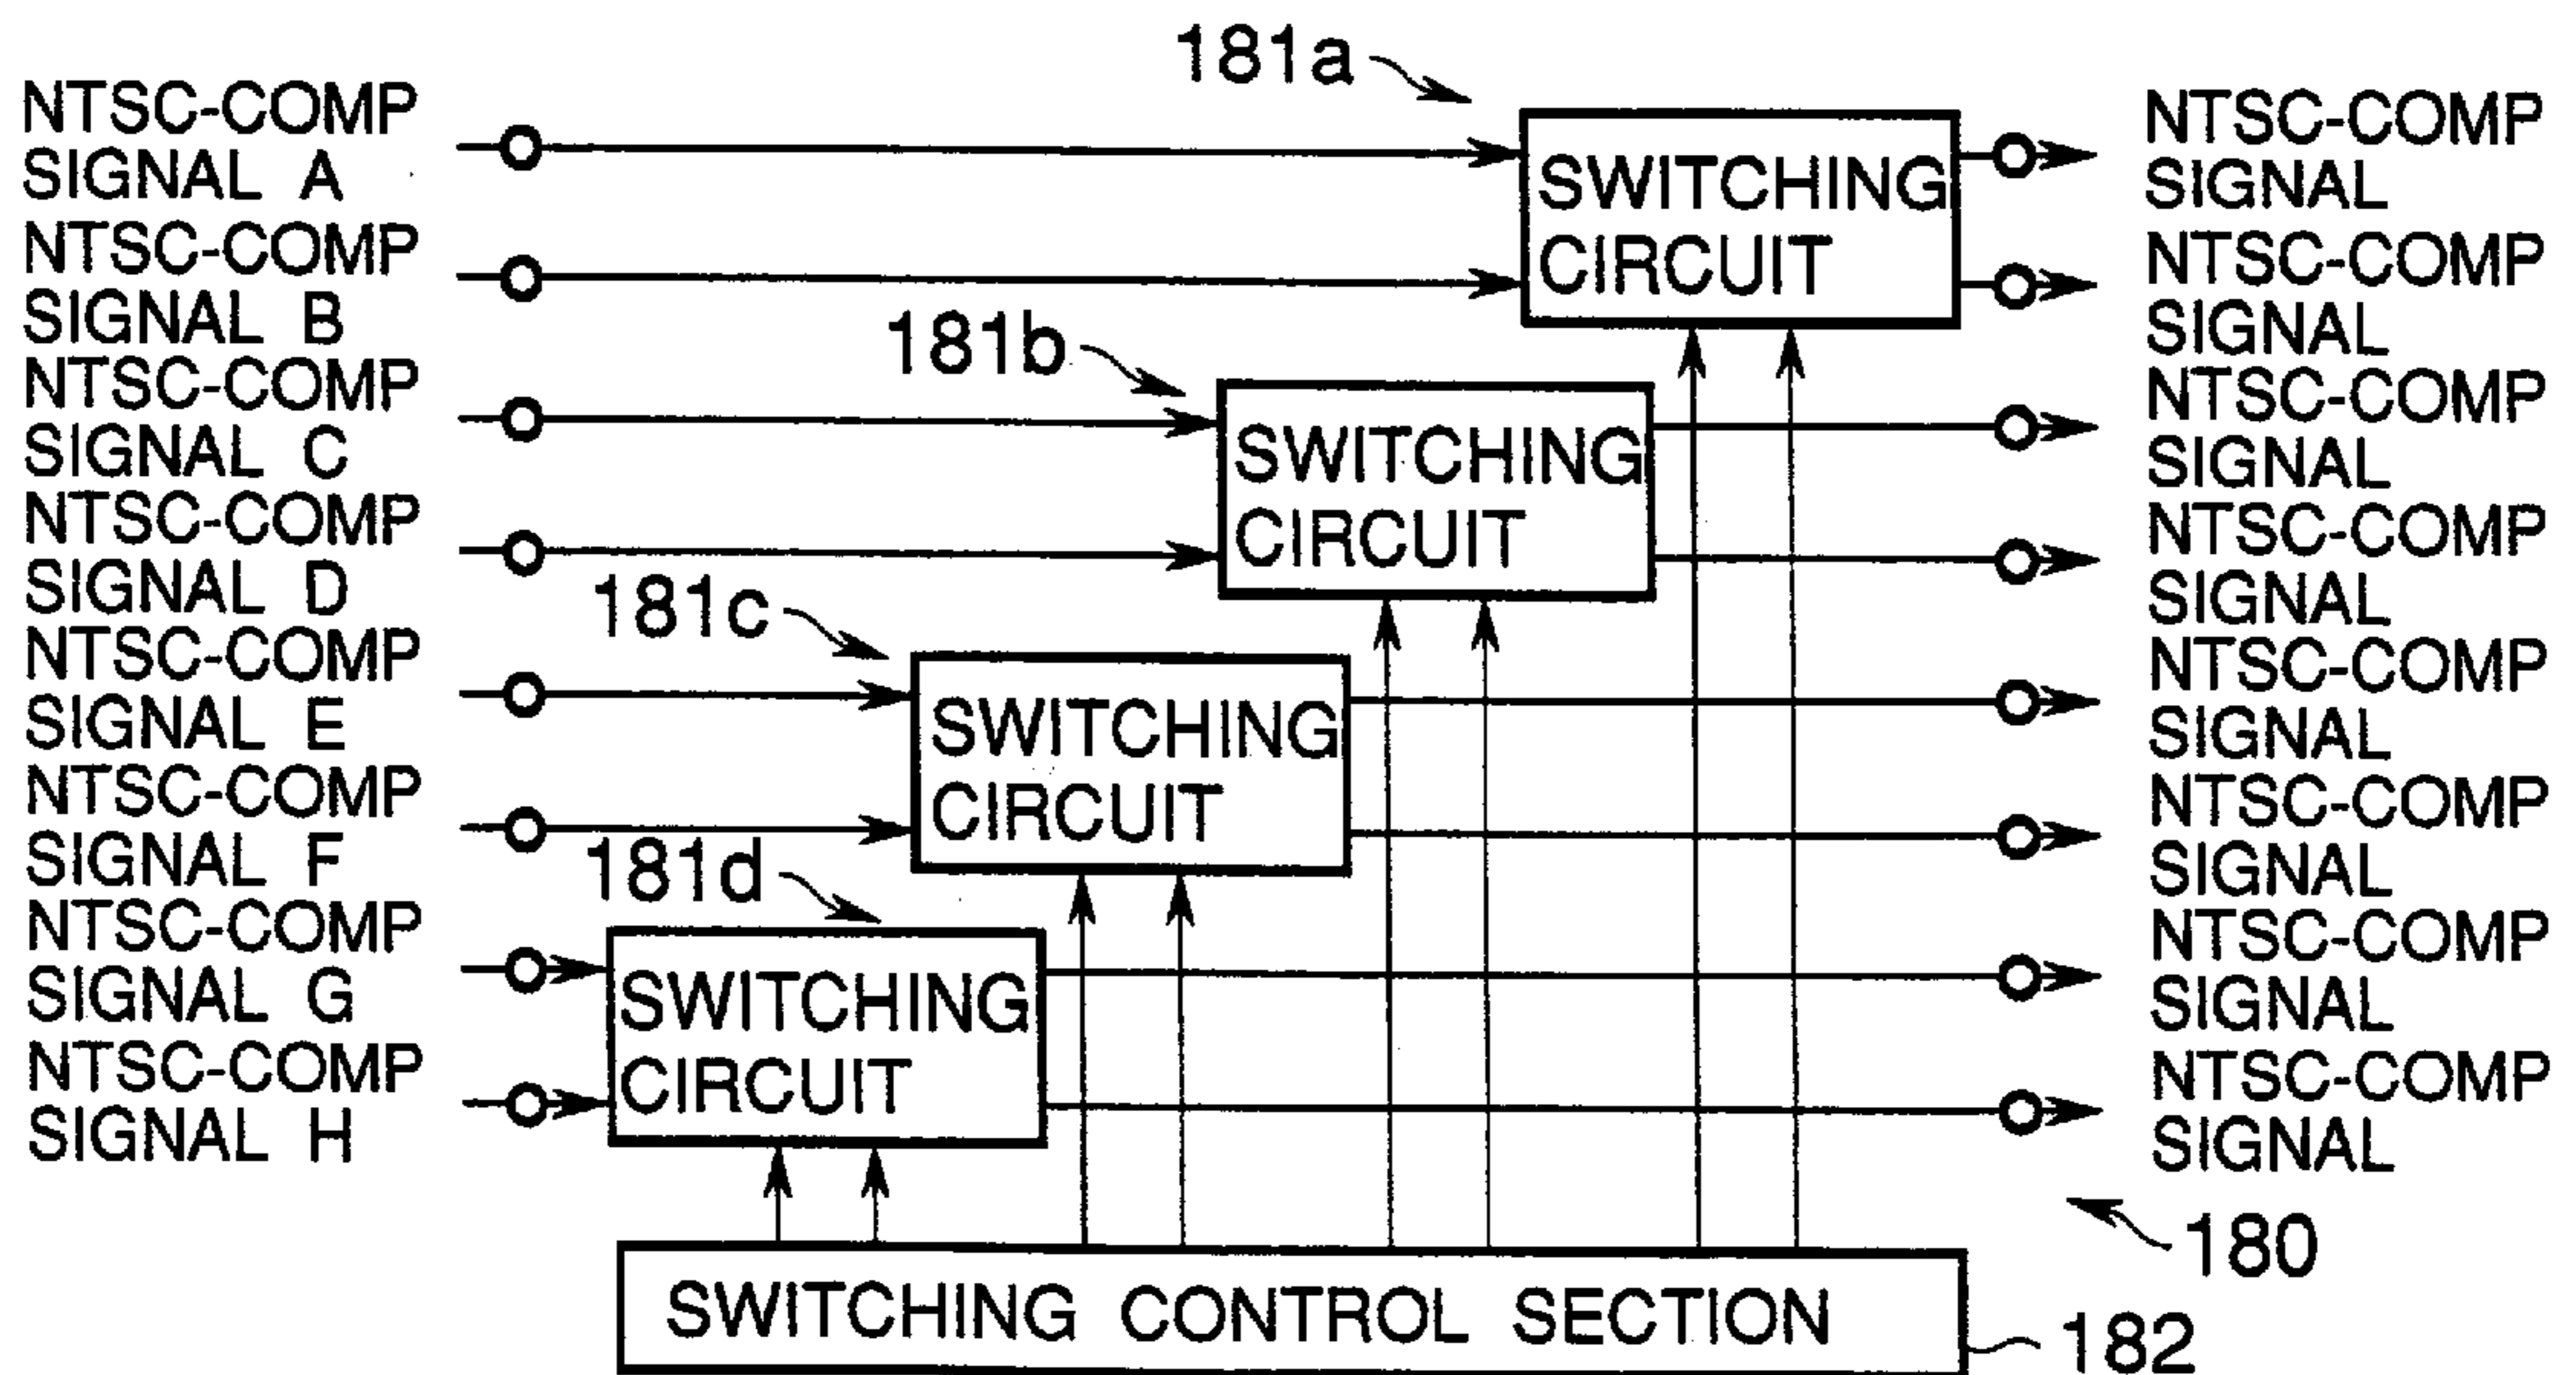 181a
NTSC-COMP
SIGNAL A
NTSC-COMP
SIGNAL B
NTSC-COMP
SIGNAL C
NTSC-COMP
SIGNAL D
NTSC-COMP
SIGNAL E
NTSC-COMP
SIGNAL F
NTSC-COMP
SIGNAL G
NTSC-COMP
SIGNAL H
SWITCHING
CIRCUIT
181b
SWITCHING
CIRCUIT
181c
SWITCHING
CIRCUIT
181d
SWITCHING
CIRCUIT
NTSC-COMP
SIGNAL
NTSC-COMP
SIGNAL
NTSC-COMP
SIGNAL
NTSC-COMP
SIGNAL
NTSC-COMP
SIGNAL
NTSC-COMP
SIGNAL
NTSC-COMP
SIGNAL
NTSC-COMP
SIGNAL
180
SWITCHING CONTROL SECTION
182